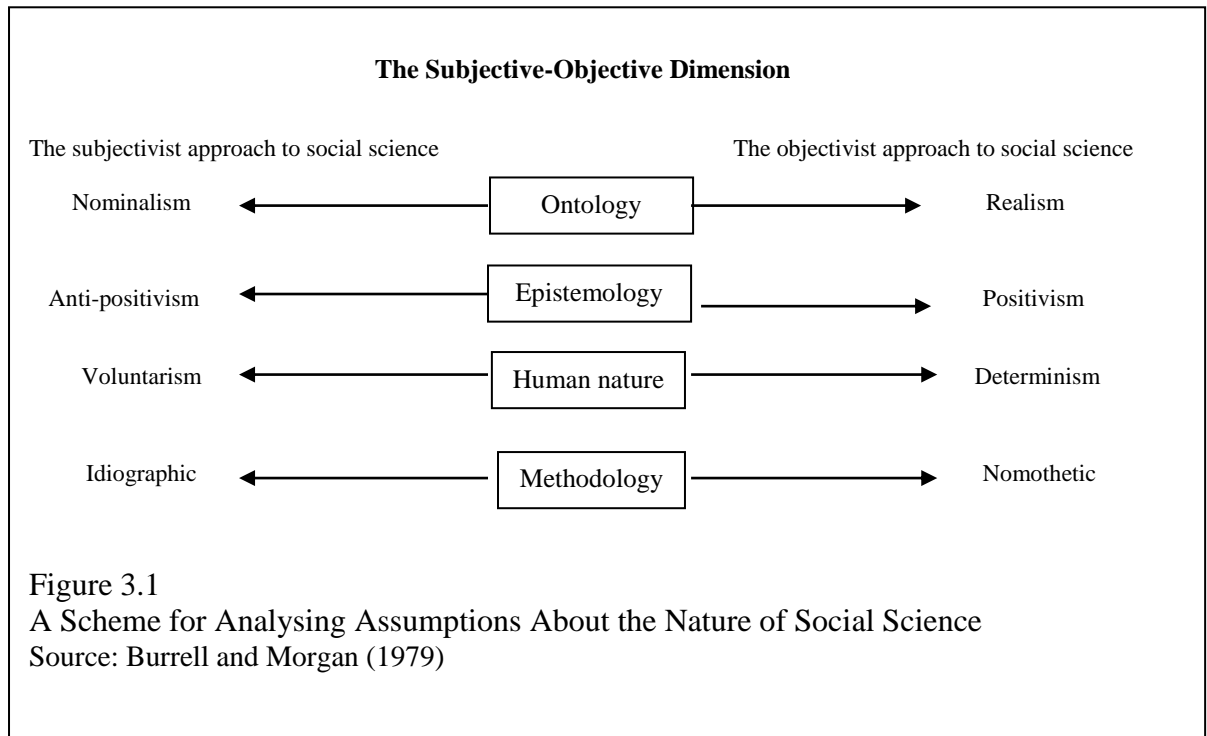 The Subjective-Objective Dimension
The subjectivist approach to social science The objectivist approach to social science
Nominalism Ontology Realism
Anti-positivism Epistemology Positivism
Voluntarism Human nature Determinism
Idiographic Methodology Nomothetic
Figure 3.1
A Scheme for Analysing Assumptions About the Nature of Social Science
Source: Burrell and Morgan (1979)